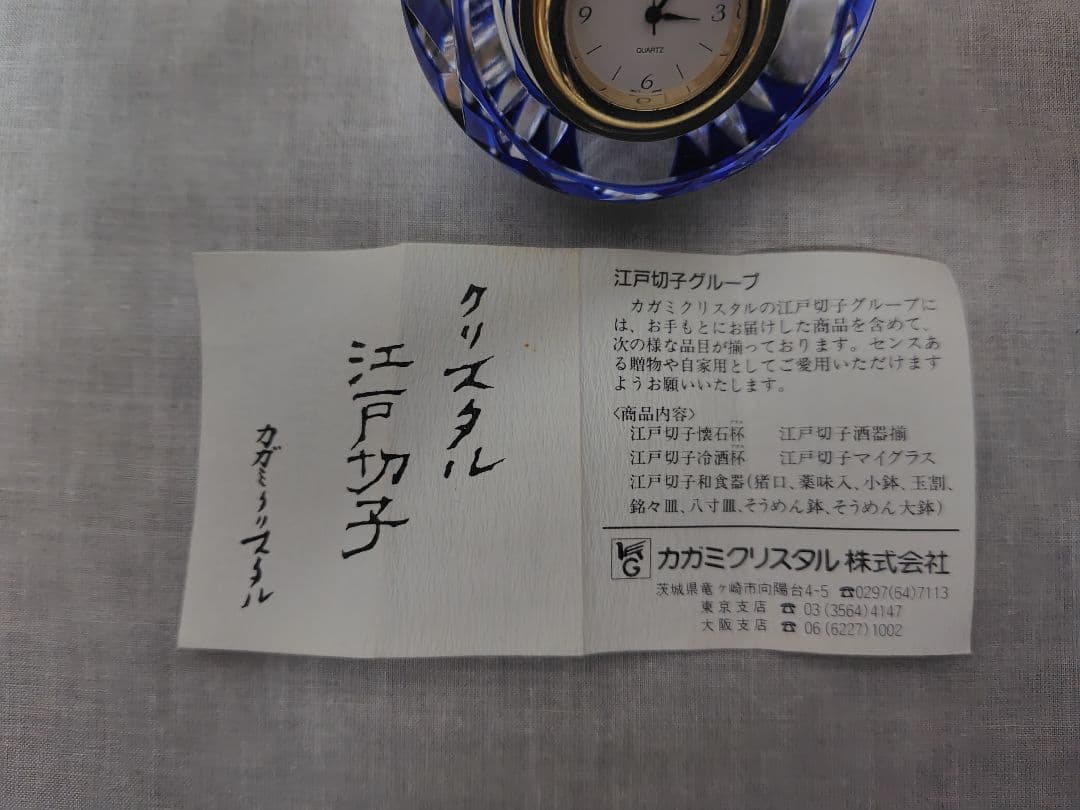 9
3
QUARTZ
6
クリスタル
江戸切子
カガミクリスタル
江戸切子グループ
カガミクリスタルの江戸切子グループに
は、お手もとにお届けした商品を含めて、
次の様な品目が揃っております。センスあ
る贈物や自家用としてご愛用いただけます
ようお願いいたします。
〈商品内容〉
江戸切子懐石杯 江戸切子酒器揃
江戸切子冷酒杯 江戸切子マイグラス
江戸切子和食器(猪口、薬味入、小鉢、玉割、
銘々皿、八寸皿、そうめん鉢、そうめん大鉢)
カガミクリスタル 株式会社
茨城県竜ヶ崎市向陽台4-5 ☎0297(64)7113
東京支店 ☎ 03(3564)4147
大阪支店 ☎ 06(6227)1002